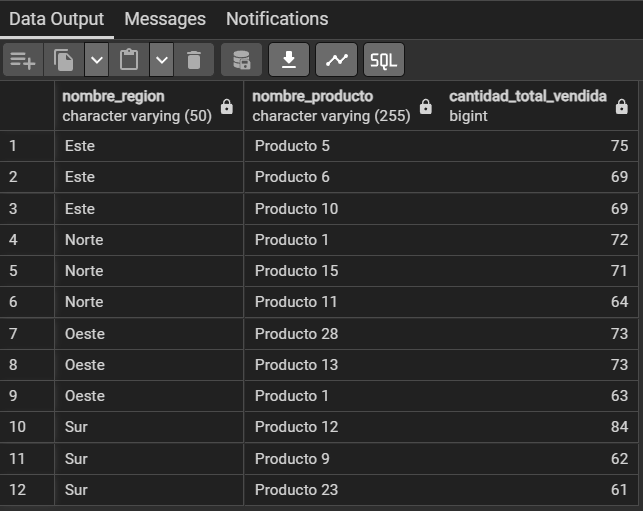 Data Output Messages Notifications
SQL
nombre_region nombre_producto cantidad_total_vendida
character varying (50) character varying (255) bigint
1 Este Producto 5 75
2 Este Producto 6 69
3 Este Producto 10 69
4 Norte Producto 1 72
5 Norte Producto 15 71
6 Norte Producto 11 64
7 Oeste Producto 28 73
8 Oeste Producto 13 73
9 Oeste Producto 1 63
10 Sur Producto 12 84
11 Sur Producto 9 62
12 Sur Producto 23 61